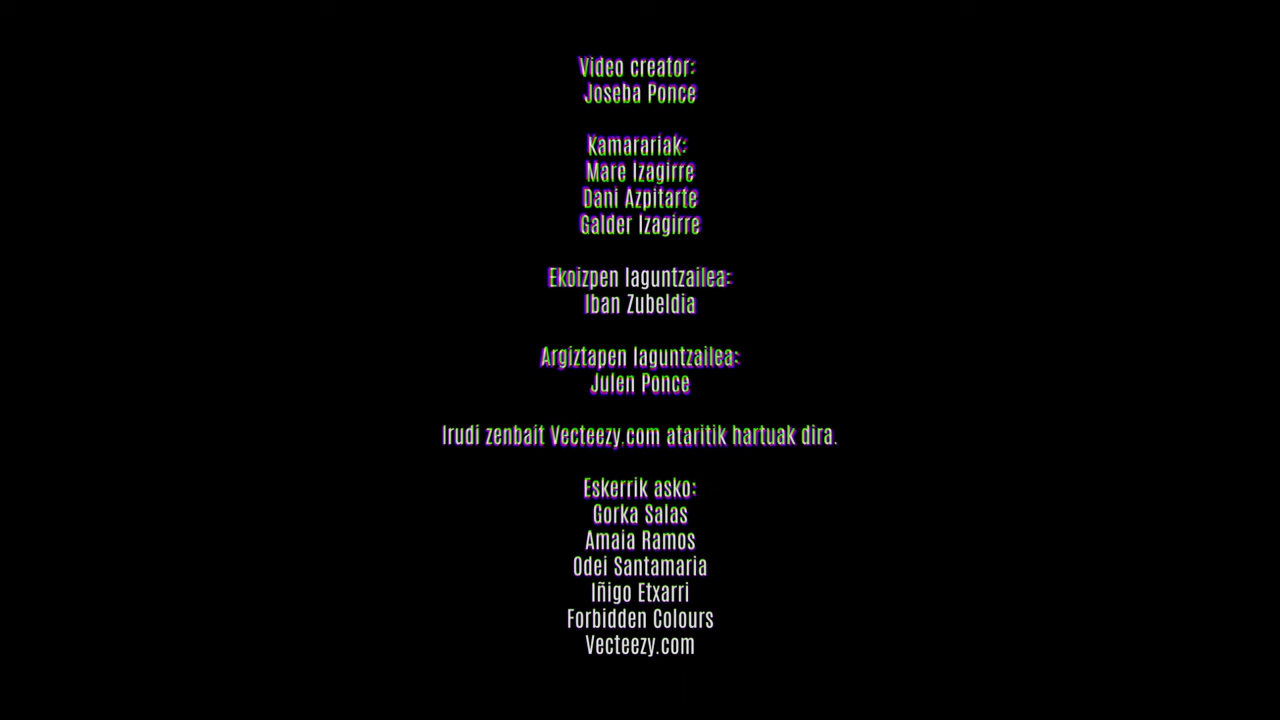 Video creator:
Joseba Ponce
Kamarariak:
Mare Izagirre
Dani Azpitarte
Galder Izagirre
Ekoizpen laguntzailea:
Iban Zubeldia
Argiztapen laguntzailea:
Julen Ponce
Irudi zenbait Vecteezy.com ataritik hartuak dira.
Eskerrik asko:
Gorka Salas
Amaia Ramos
Odei Santamaria
Iñigo Etxarri
Forbidden Colours
Vecteezy.com